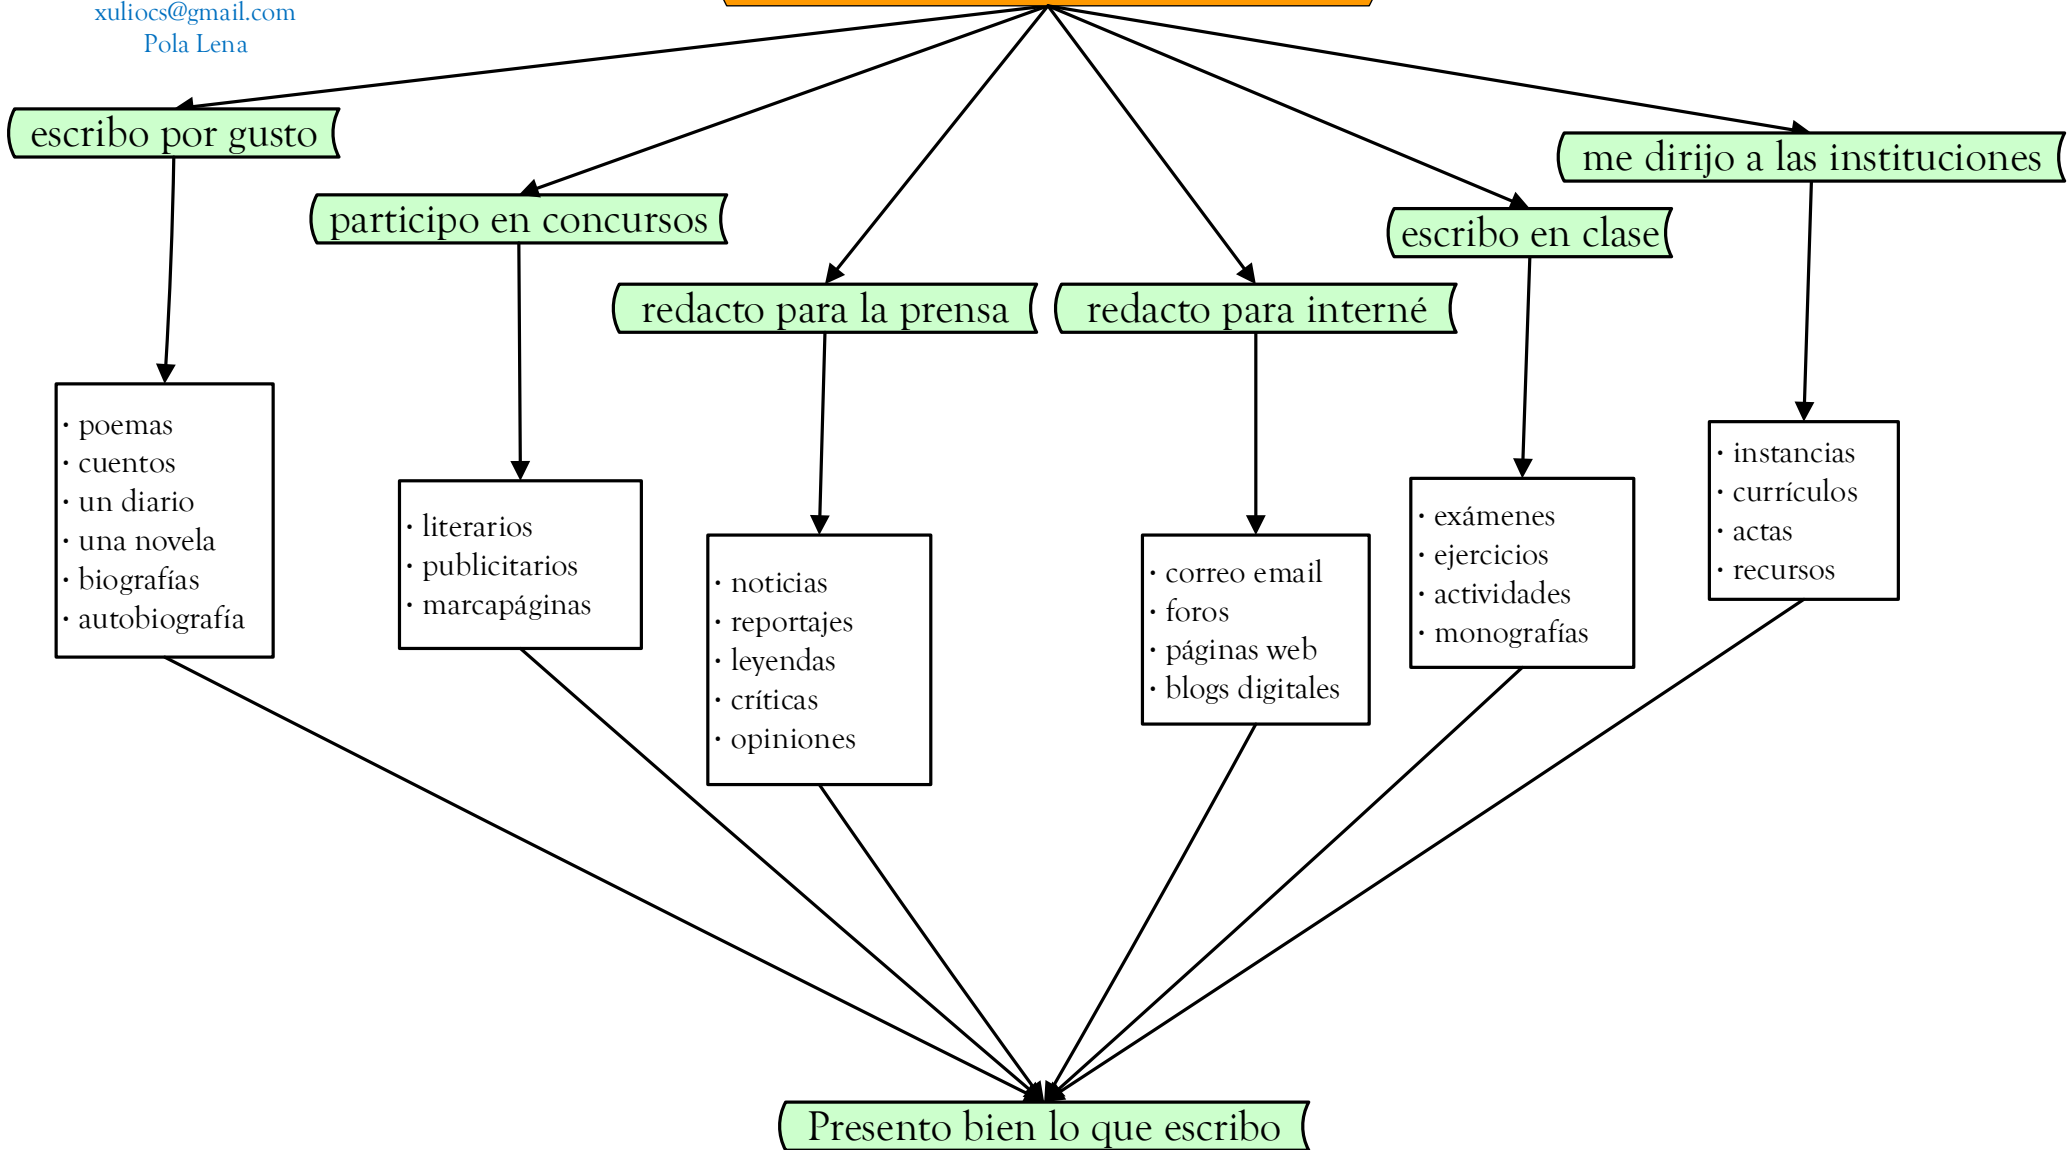 xuliocs@gmail.com
Pola Lena
escribo por gusto
participo en concursos
redacto para la prensa
redacto para interné
escribo en clase
me dirijo a las instituciones
· poemas
· cuentos
· un diario
· una novela
· biografías
· autobiografía
· literarios
· publicitarios
· marcapáginas
· noticias
· reportajes
· leyendas
· críticas
· opiniones
· correo email
· foros
· páginas web
· blogs digitales
· exámenes
· ejercicios
· actividades
· monografías
· instancias
· currículos
· actas
· recursos
Presento bien lo que escribo